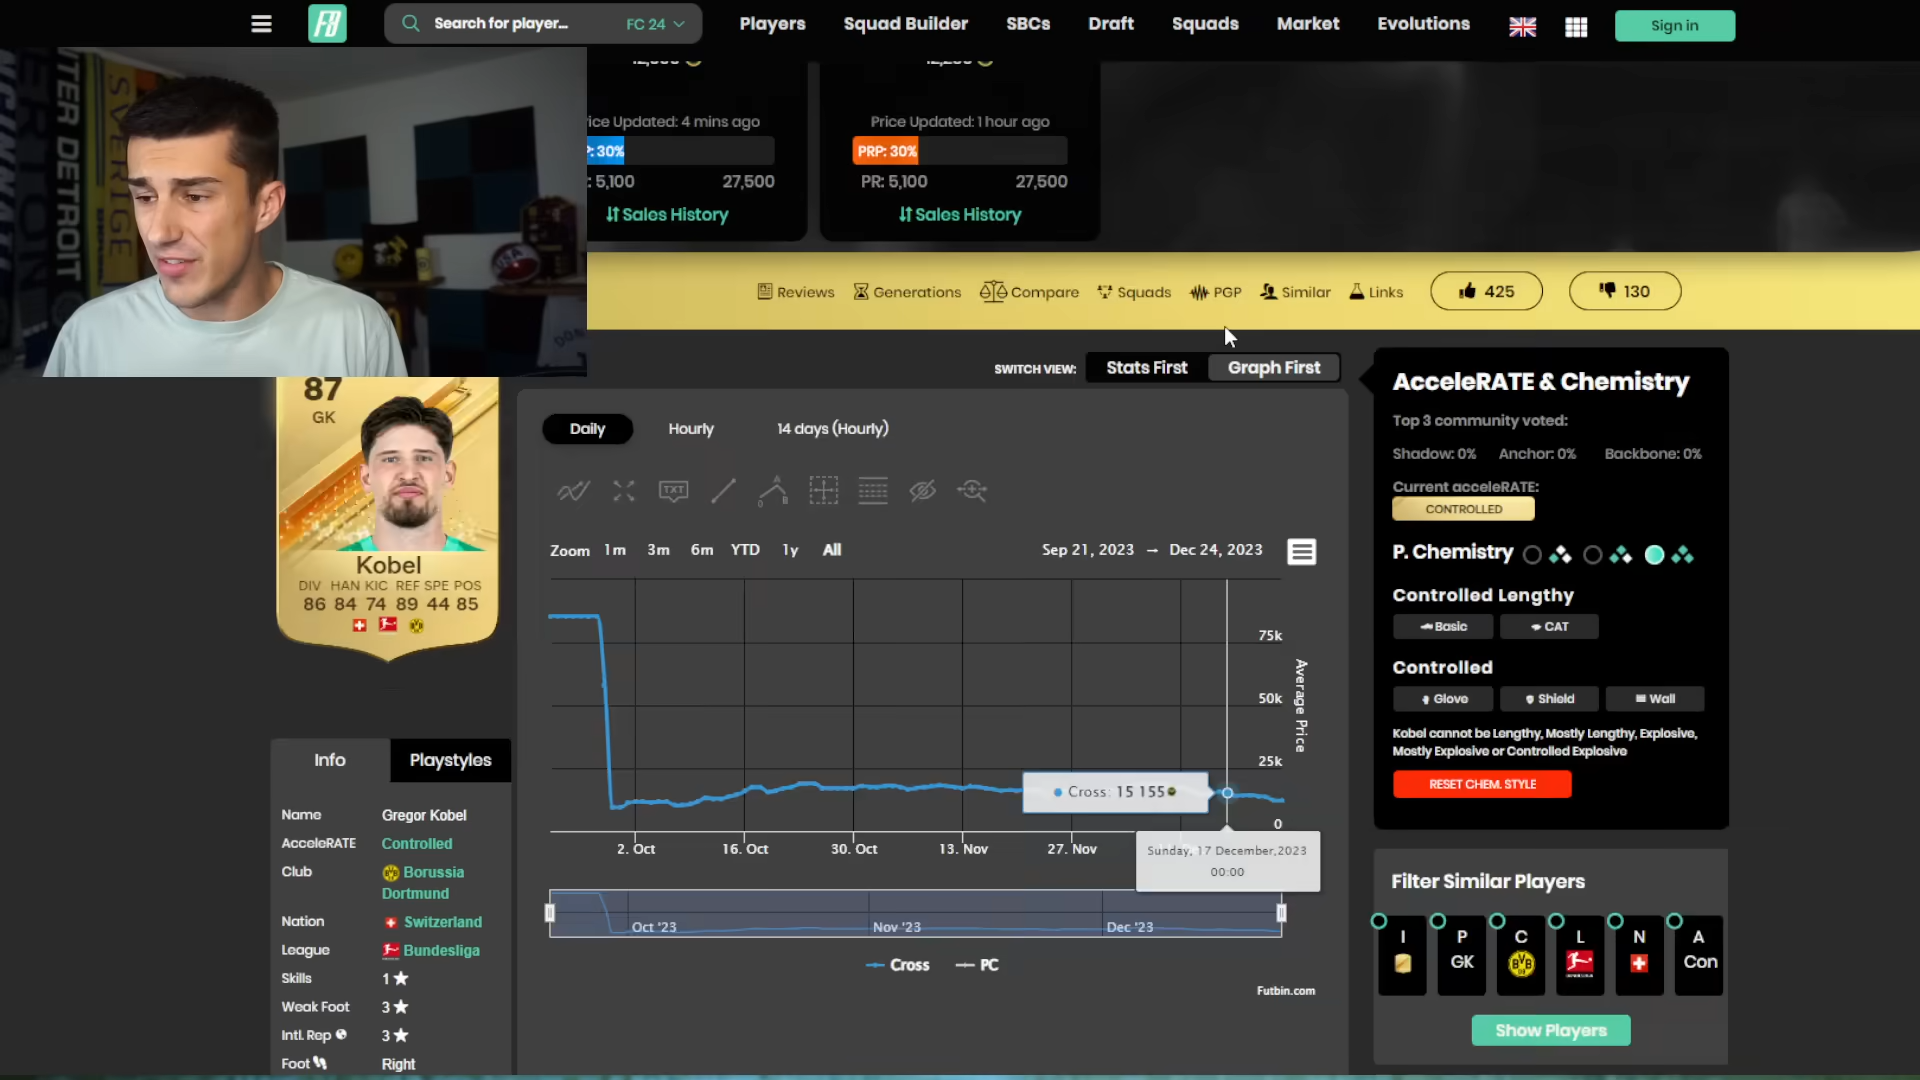 Search for player...
FC 24
Players
Squad Builder
SBCs
Draft
Squads
Market
Evolutions
Sign in
Price Updated: 1 hour ago
PRP: 30%
PR: 5,100
27,500
Sales History
ice Updated: 4 mins ago
P: 30%
: 5,100
27,500
Sales History
INTER DETROIT
SVERIGE
Reviews
Generations
Compare
Squads
PGP
Similar
Links
425
130
SWITCH VIEW:
Stats First
Graph First
87
GK
Kobel
DIV HAN KIC REF SPE POS
86 84 74 89 44 85
Daily
Hourly
14 days (Hourly)
TXT
Zoom 1m 3m 6m YTD 1y All
Sep 21, 2023 → Dec 24, 2023
75k
50k
25k
0
Average Price
Cross: 15 155
2. Oct
16. Oct
30. Oct
13. Nov
27. Nov
Sunday, 17 December,2023
00:00
Oct '23
Nov '23
Dec '23
Cross
PC
Futbin.com
Info
Playstyles
Name Gregor Kobel
AcceleRATE Controlled
Club Borussia
Dortmund
Nation Switzerland
League Bundesliga
Skills 1
Weak Foot 3
Intl. Rep 3
Foot Right
AcceleRATE & Chemistry
Top 3 community voted:
Shadow: 0% Anchor: 0% Backbone: 0%
Current acceleRATE:
CONTROLLED
P. Chemistry
Controlled Lengthy
Basic
CAT
Controlled
Glove
Shield
Wall
Kobel cannot be Lengthy, Mostly Lengthy, Explosive,
Mostly Explosive or Controlled Explosive
RESET CHEM. STYLE
Filter Similar Players
I P C L N A
GK
Con
Show Players